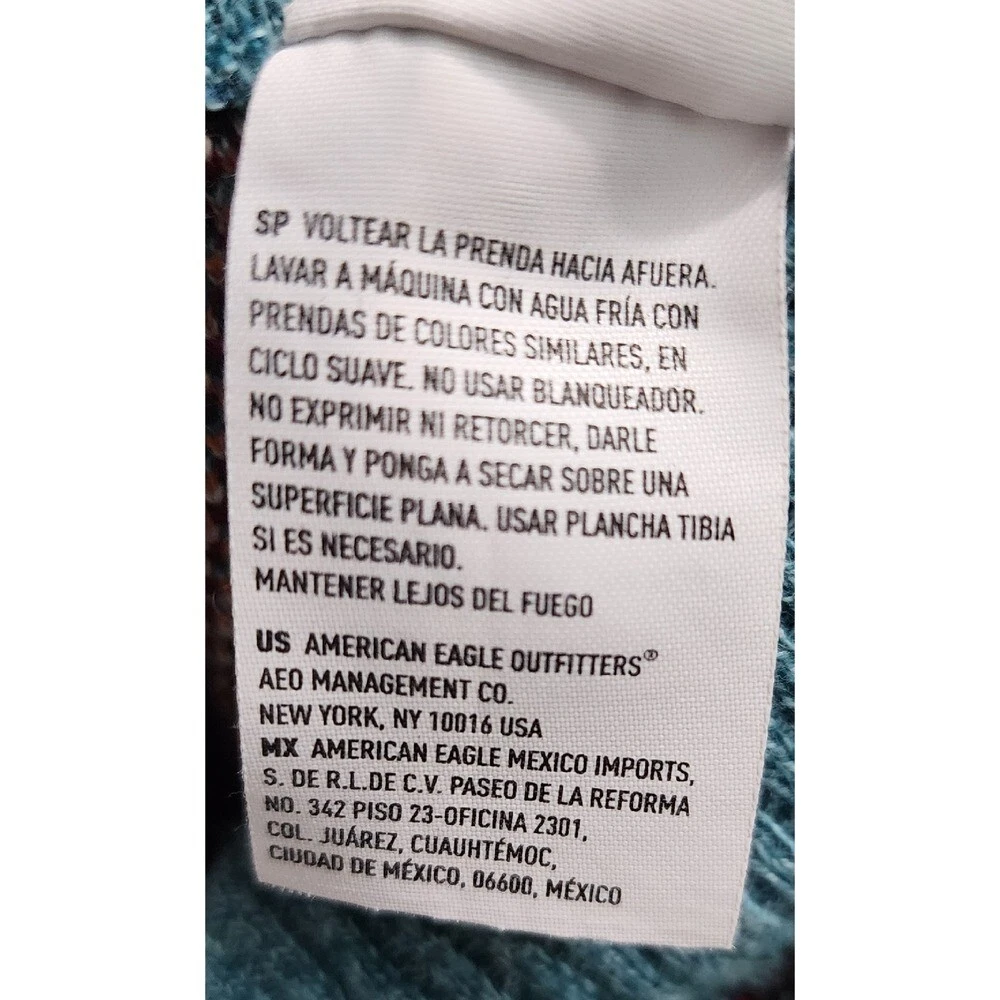 SP VOLTEAR LA PRENDA HACIA AFUERA.
LAVAR A MÁQUINA CON AGUA FRÍA CON
PRENDAS DE COLORES SIMILARES, EN
CICLO SUAVE. NO USAR BLANQUEADOR.
NO EXPRIMIR NI RETORCER, DARLE
FORMA Y PONGA A SECAR SOBRE UNA
SUPERFICIE PLANA. USAR PLANCHA TIBIA
SI ES NECESARIO.
MANTENER LEJOS DEL FUEGO
US AMERICAN EAGLE OUTFITTERS®
AEO MANAGEMENT CO.
NEW YORK, NY 10016 USA
MX AMERICAN EAGLE MEXICO IMPORTS,
S. DE R.L.DE C.V. PASEO DE LA REFORMA
NO. 342 PISO 23-OFICINA 2301,
COL. JUÁREZ, CUAUHTÉMOC,
CIUDAD DE MÉXICO, 06600, MÉXICO